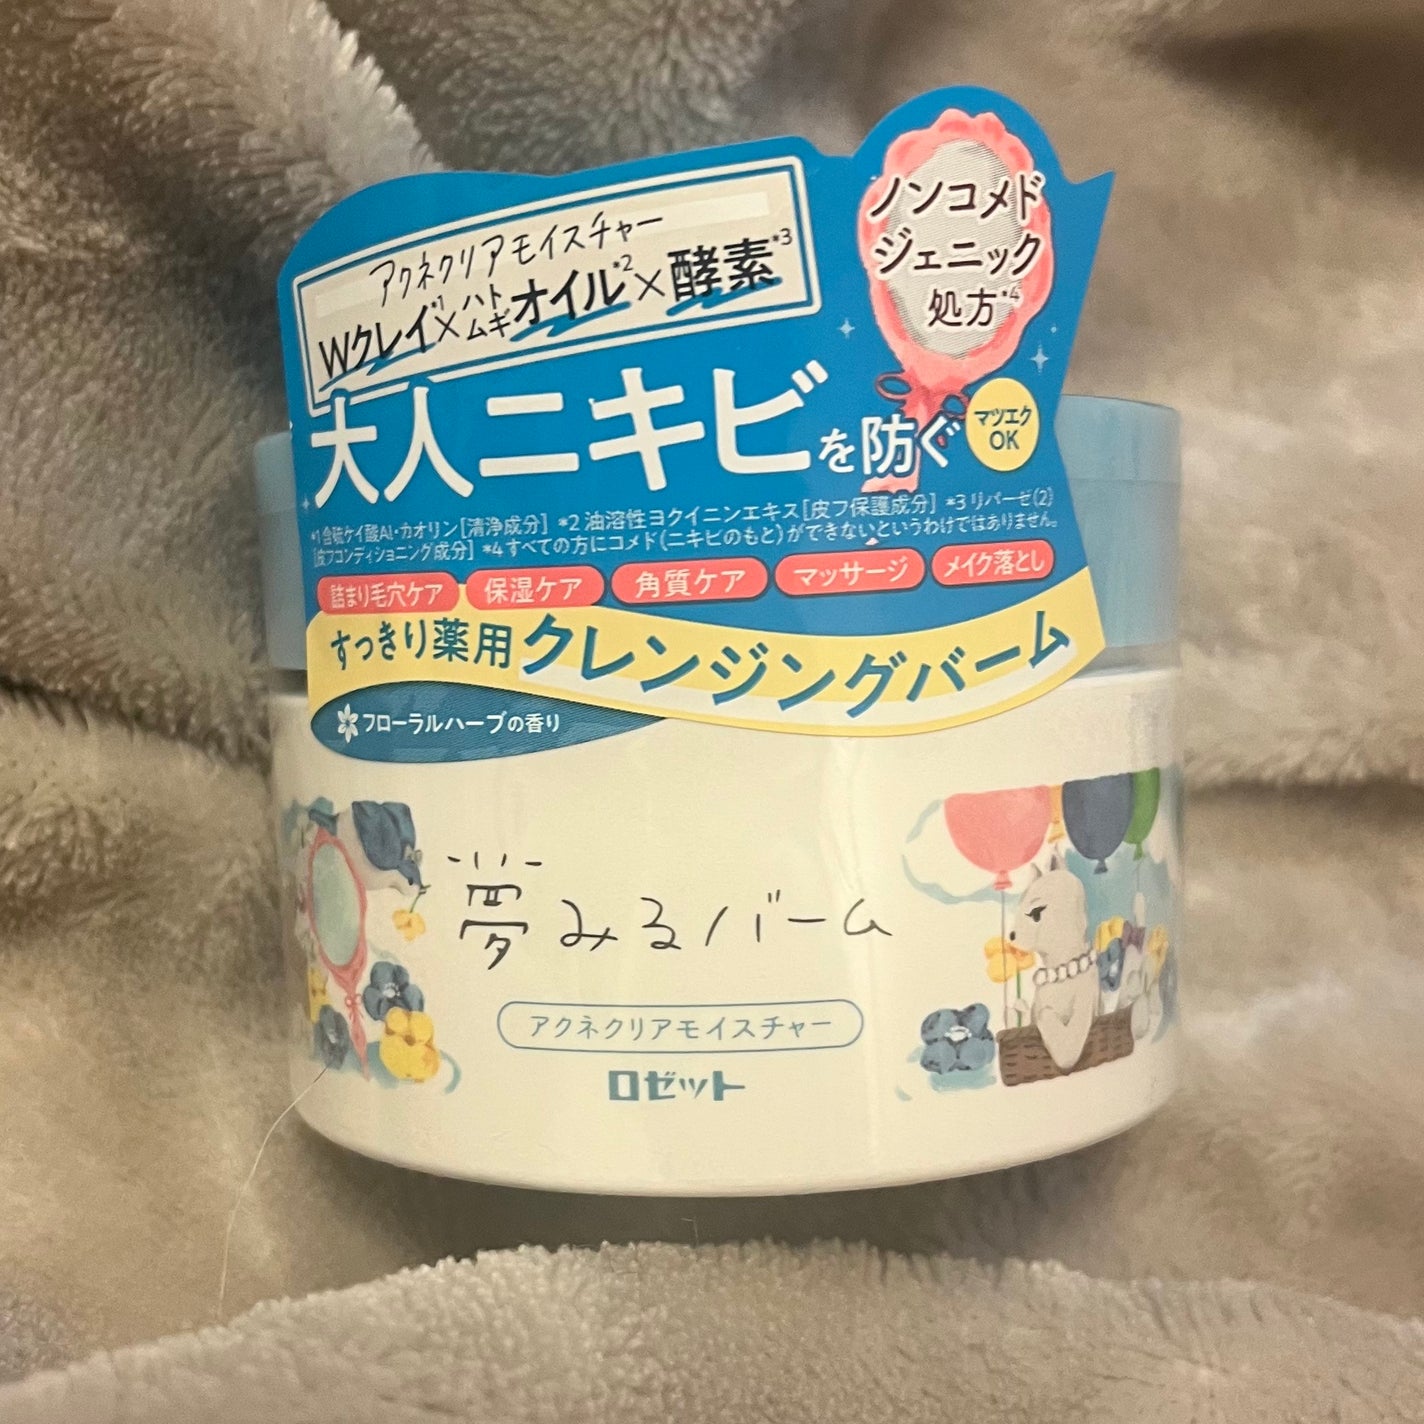 アクネクリアモイスチャー
Wクレイ*1×ハトムギオイル*2×酵素*3
ノンコメド
ジェニック
処方*4
大人ニキビを防ぐ
マツエク
OK
*1 含硫ケイ酸Al・カオリン[清浄成分] *2 油溶性ヨクイニンエキス[皮フ保護成分] *3 リパーゼ(2)
[皮フコンディショニング成分] *4 すべての方にコメド(ニキビのもと)ができないというわけではありません。
詰まり毛穴ケア 保湿ケア 角質ケア マッサージ メイク落とし
すっきり薬用クレンジングバーム
フローラルハーブの香り
夢みるバーム
アクネクリアモイスチャー
ロゼット